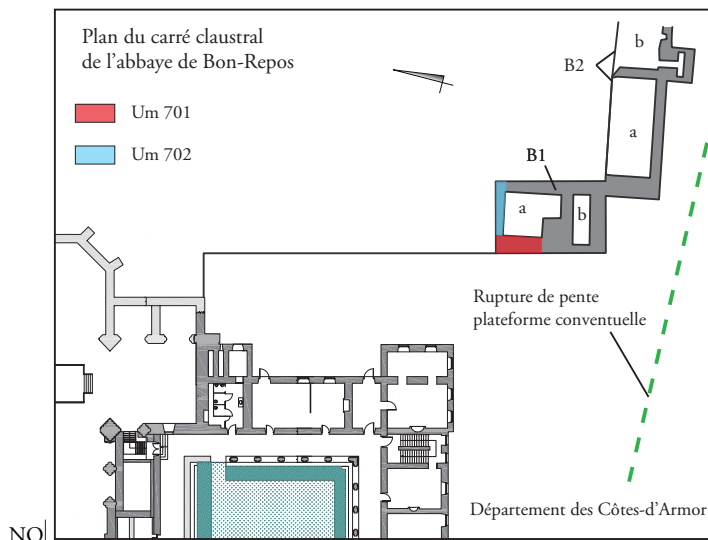 Plan du carré claustral
de l'abbaye de Bon-Repos
Um 701
Um 702
b
B2
a
B1
a
b
Rupture de pente
plateforme conventuelle
Département des Côtes-d'Armor
NO